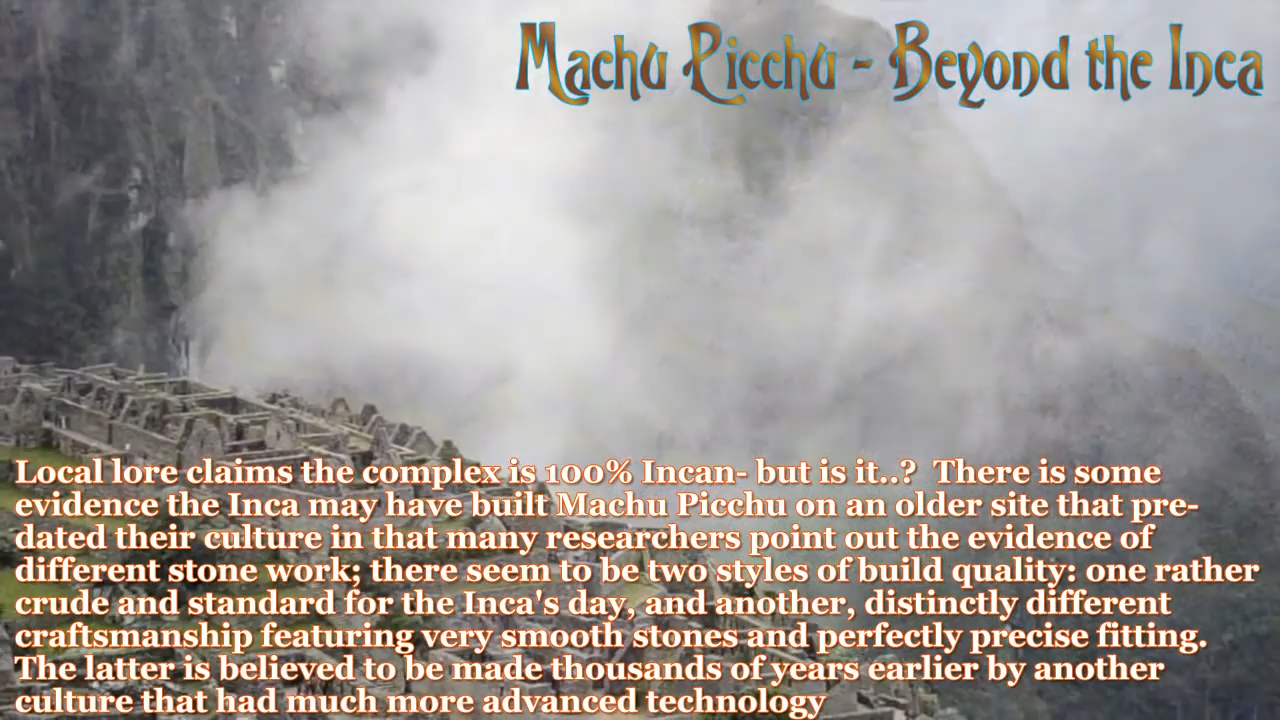 Machu Picchu - Beyond the Inca
Local lore claims the complex is 100% Incan- but is it..?  There is some
evidence the Inca may have built Machu Picchu on an older site that pre-
dated their culture in that many researchers point out the evidence of
different stone work; there seem to be two styles of build quality: one rather
crude and standard for the Inca's day, and another, distinctly different
craftsmanship featuring very smooth stones and perfectly precise fitting.
The latter is believed to be made thousands of years earlier by another
culture that had much more advanced technology